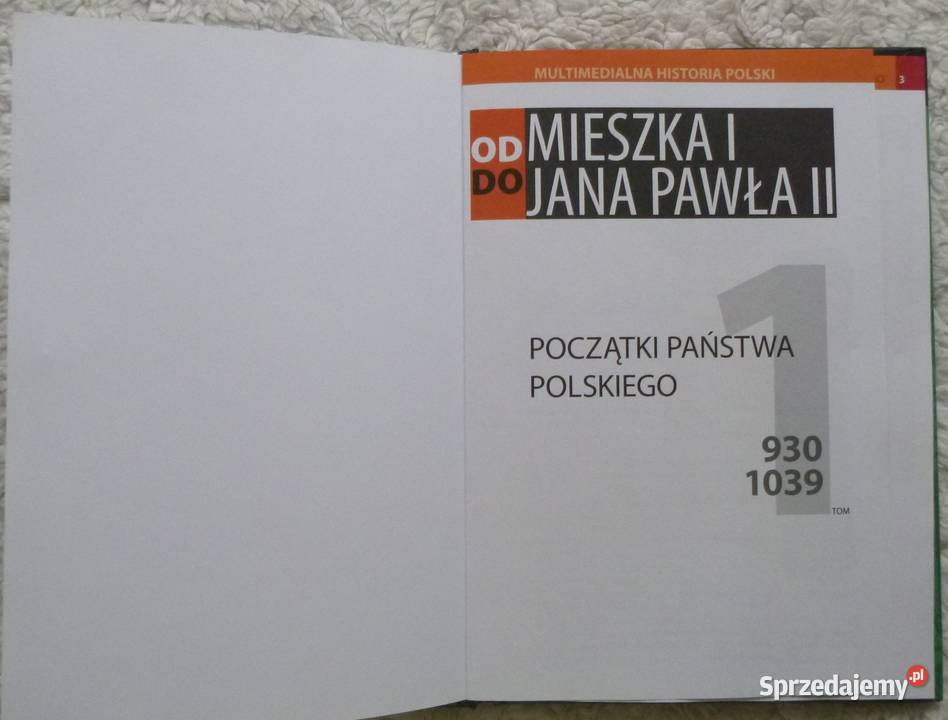 MULTIMEDIALNA HISTORIA POLSKI
3
OD MIESZKA I
DO JANA PAWŁA II
1
POCZĄTKI PAŃSTWA
POLSKIEGO
930
1039
TOM
Sprzedajemy.pl